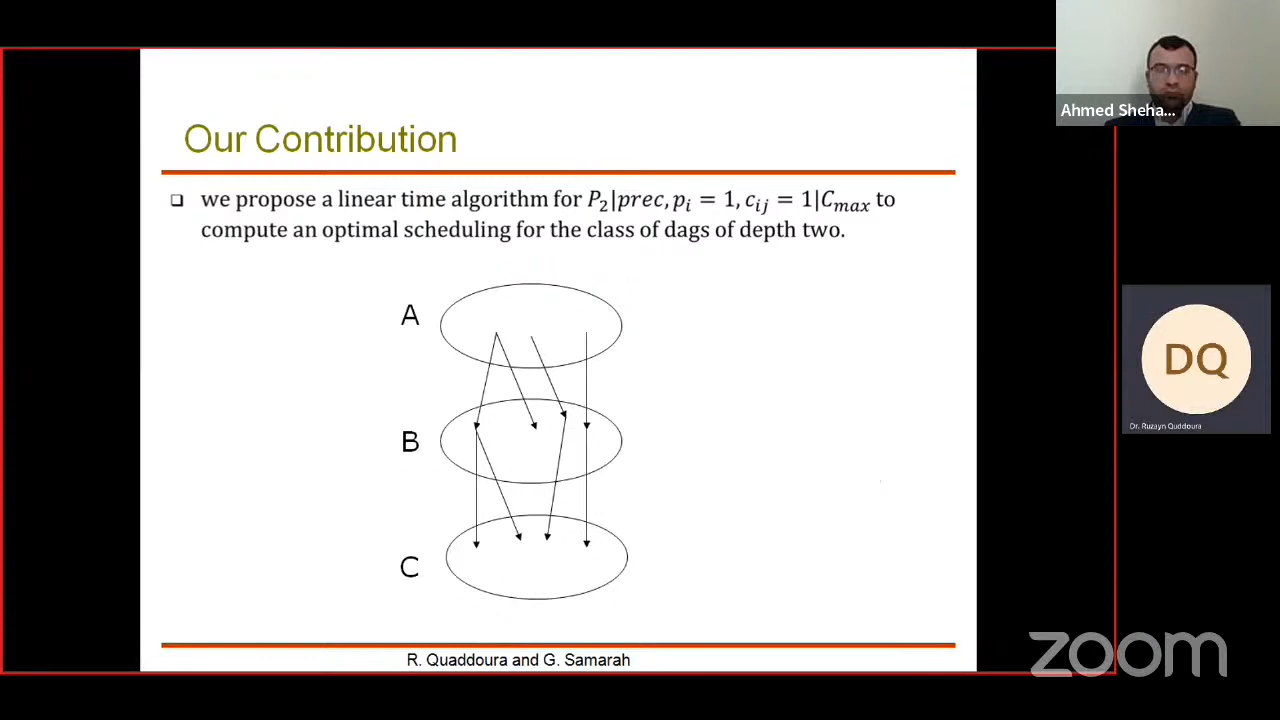 Ahmed Sheha...
Our Contribution
❑ we propose a linear time algorithm for P₂|prec, pᵢ = 1, cᵢⱼ = 1|Cₘₐₓ to
compute an optimal scheduling for the class of dags of depth two.
A
B
C
DQ
Dr. Ruzayn Quddoura
R. Quaddoura and G. Samarah
zoom